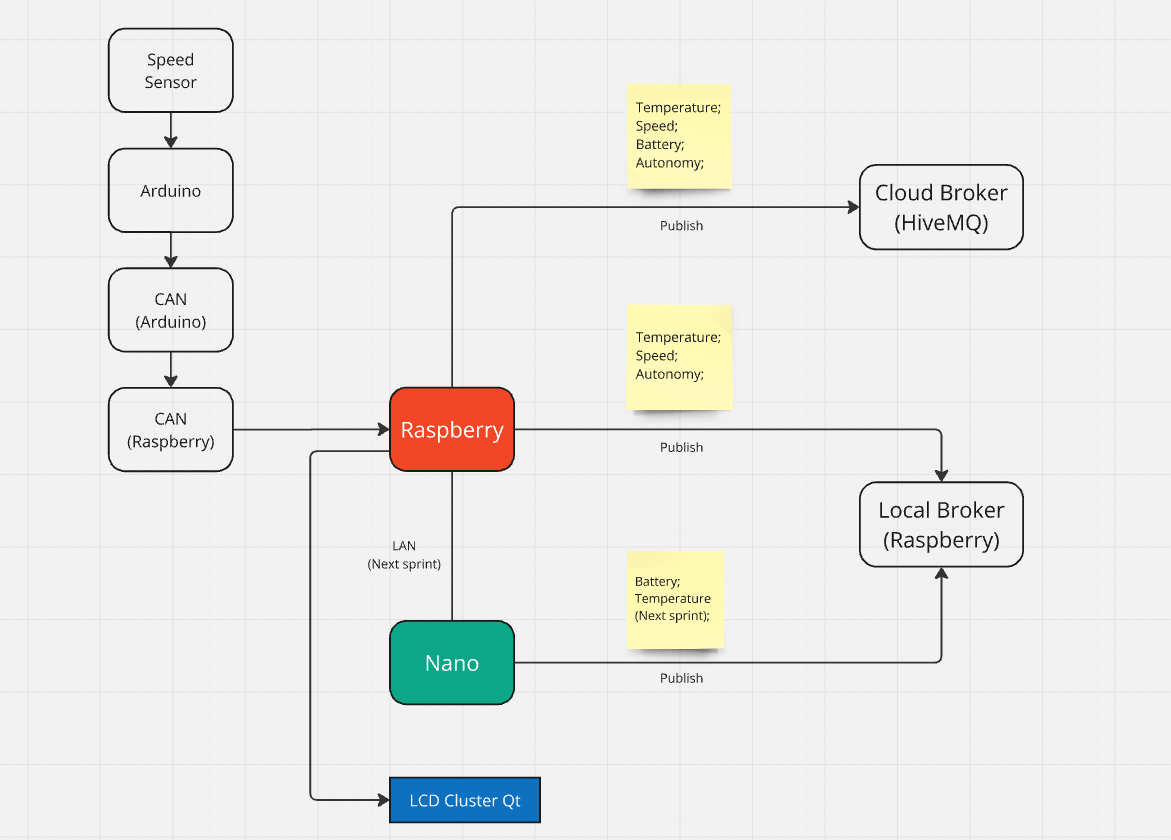 Speed
Sensor
Arduino
CAN
(Arduino)
CAN
(Raspberry)
Temperature;
Speed;
Battery;
Autonomy;
Publish
Cloud Broker
(HiveMQ)
Temperature;
Speed;
Autonomy;
Raspberry
Publish
Local Broker
(Raspberry)
LAN
(Next sprint)
Battery;
Temperature
(Next sprint);
Nano
Publish
LCD Cluster Qt